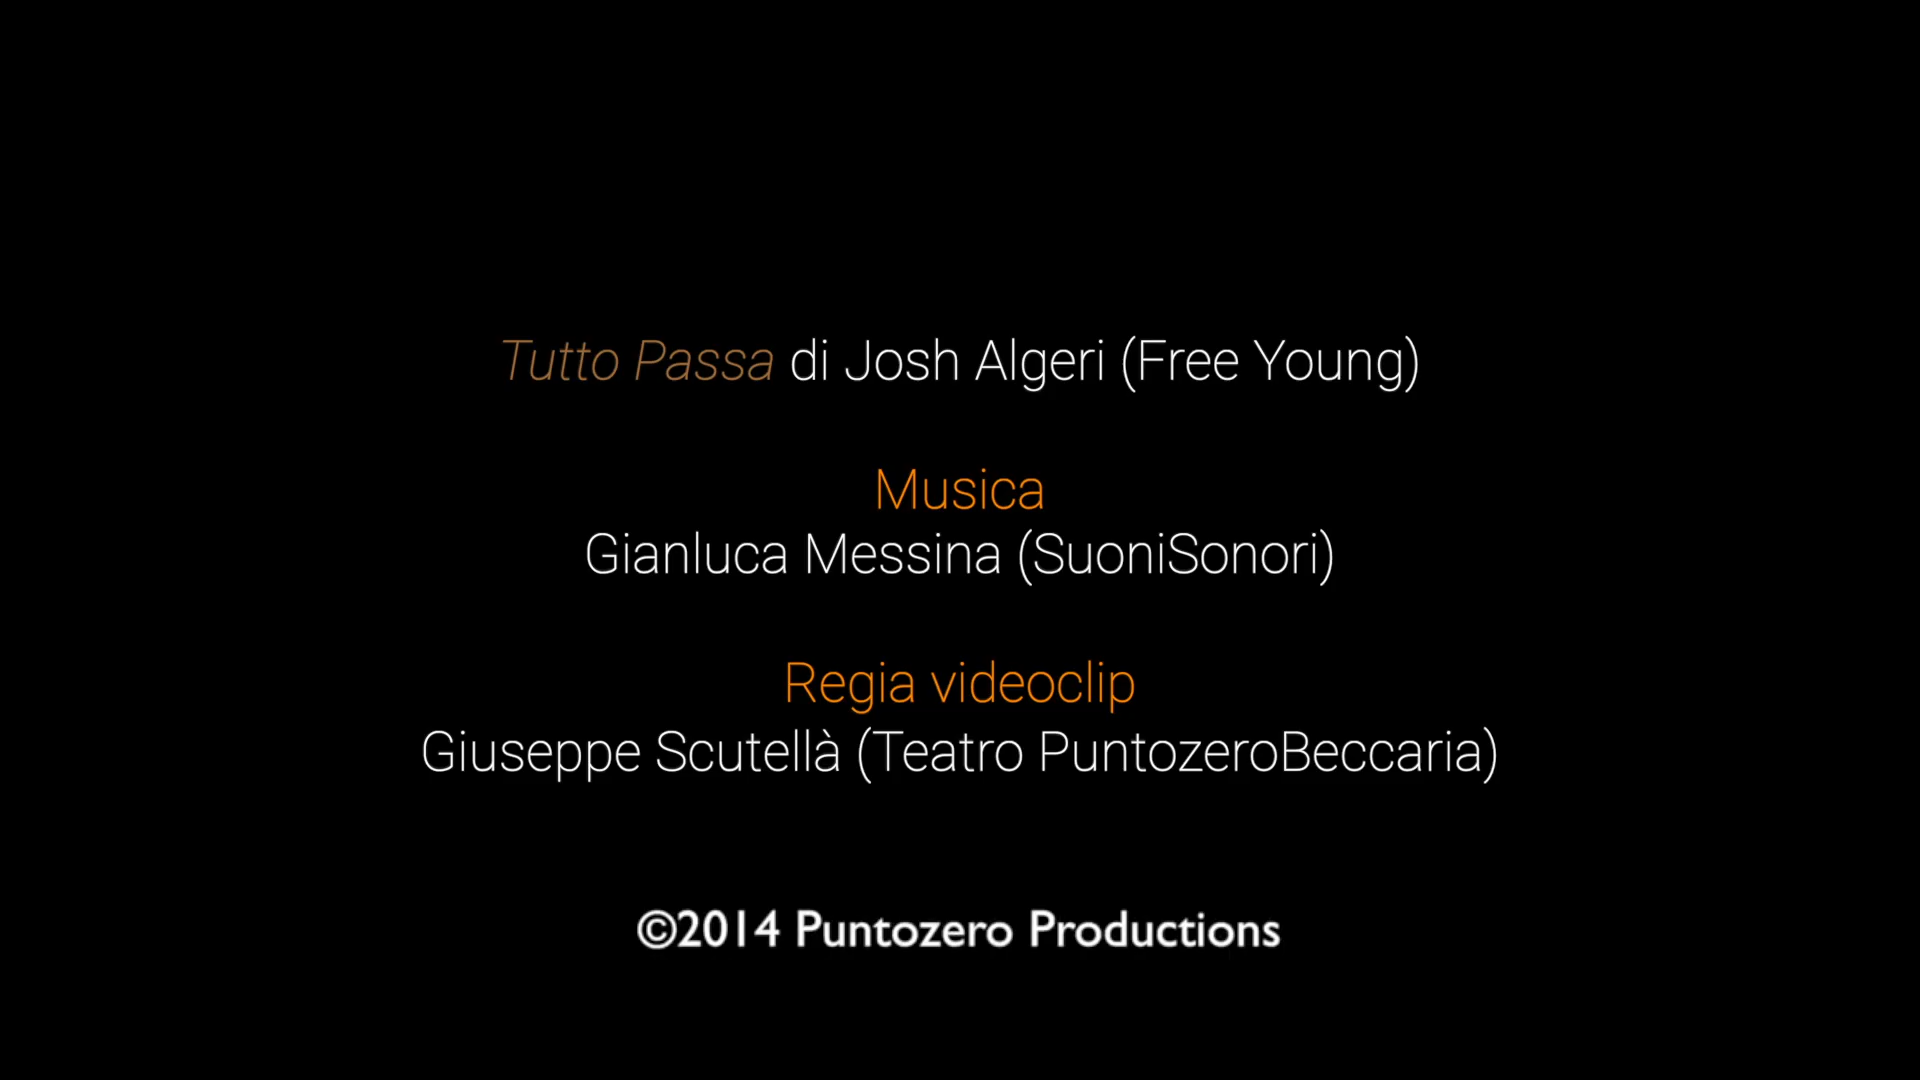 Tutto Passa di Josh Algeri (Free Young)
Musica
Gianluca Messina (SuoniSonori)
Regia videoclip
Giuseppe Scutellà (Teatro PuntozeroBeccaria)
©2014 Puntozero Productions